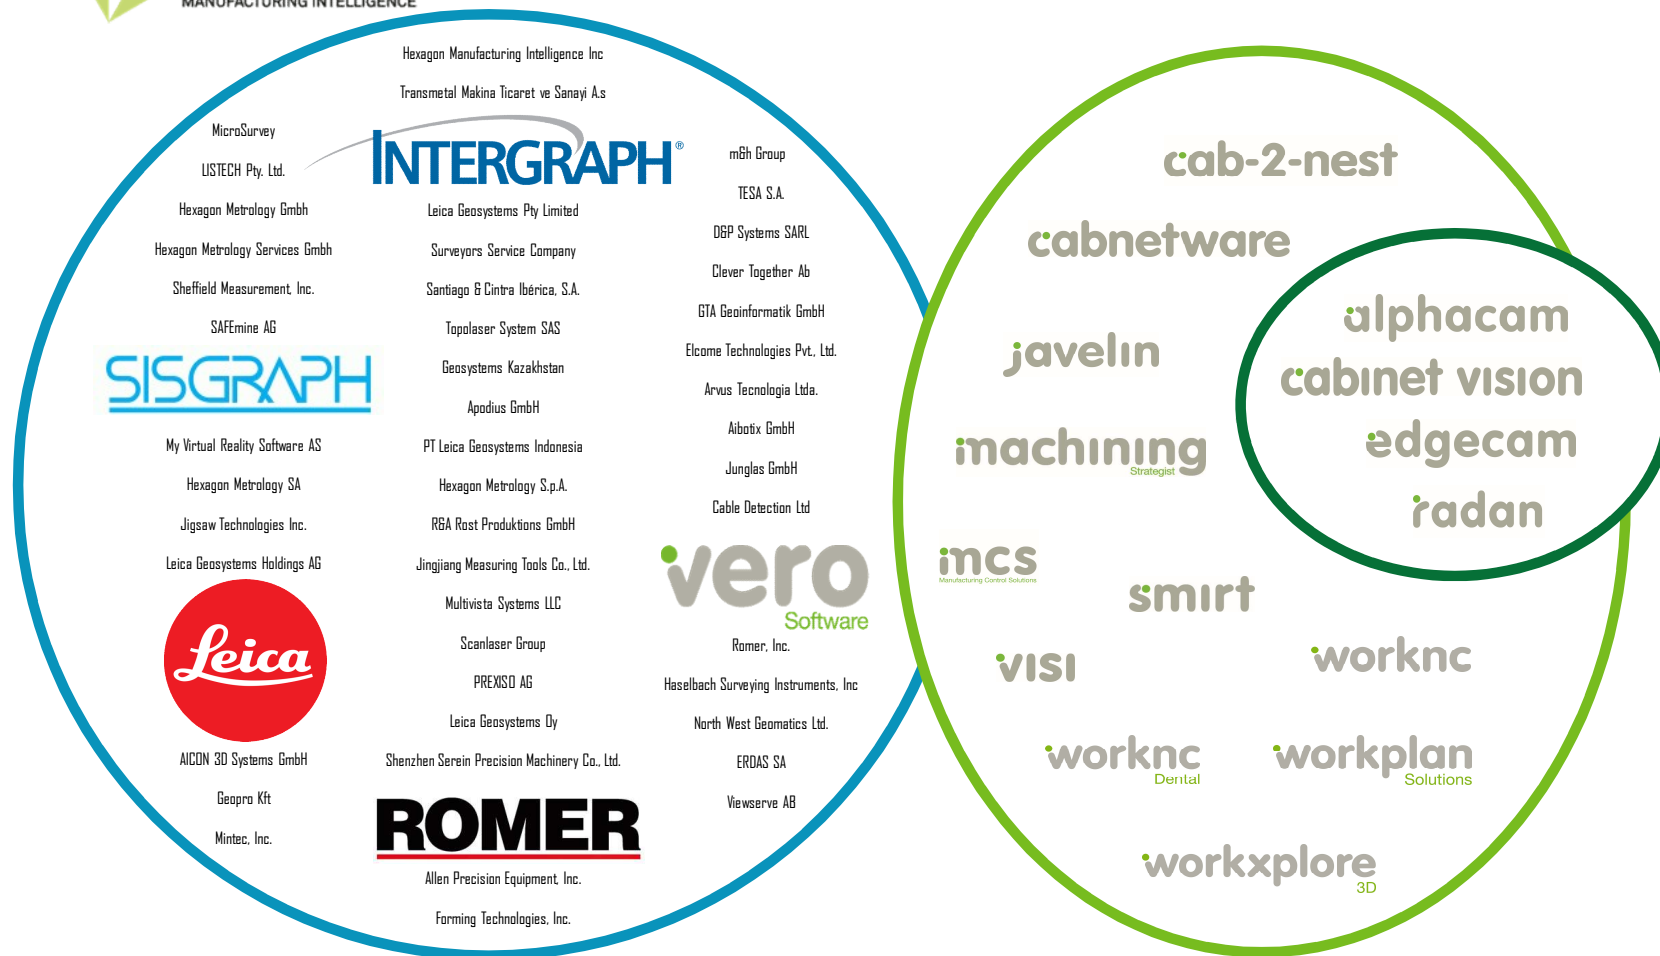 MANUFACTURING INTELLIGENCE
Hexagon Manufacturing Intelligence Inc
Transmetal Makina Ticaret ve Sanayi A.s
MicroSurvey
LISTECH Pty. Ltd.
Hexagon Metrology Gmbh
Hexagon Metrology Services Gmbh
Sheffield Measurement, Inc.
SAFEmine AG
SISGRAPH
My Virtual Reality Software AS
Hexagon Metrology SA
Jigsaw Technologies Inc.
Leica Geosystems Holdings AG
Leica
AICON 3D Systems GmbH
Geopro Kft
Mintec, Inc.
INTERGRAPH®
Leica Geosystems Pty Limited
Surveyors Service Company
Santiago & Cintra Ibérica, S.A.
Topolaser System SAS
Geosystems Kazakhstan
Apodius GmbH
PT Leica Geosystems Indonesia
Hexagon Metrology S.p.A.
R&A Rost Produktions GmbH
Jingjiang Measuring Tools Co., Ltd.
Multivista Systems LLC
Scanlaser Group
PREXISO AG
Leica Geosystems Oy
Shenzhen Serein Precision Machinery Co., Ltd.
ROMER
Allen Precision Equipment, Inc.
Forming Technologies, Inc.
m&h Group
TESA S.A.
D&P Systems SARL
Clever Together Ab
GTA Geoinformatik GmbH
Elcome Technologies Pvt., Ltd.
Arvus Tecnologia Ltda.
Aibotix GmbH
Junglas GmbH
Cable Detection Ltd
vero
Software
Romer, Inc.
Haselbach Surveying Instruments, Inc
North West Geomatics Ltd.
ERDAS SA
Viewserve AB
cab-2-nest
cabnetware
javelin
machining
Strategist
mcs
Manufacturing Control Solutions
smirt
visi
worknc
worknc
Dental
workplan
Solutions
workxplore
3D
alphacam
cabinet vision
edgecam
radan